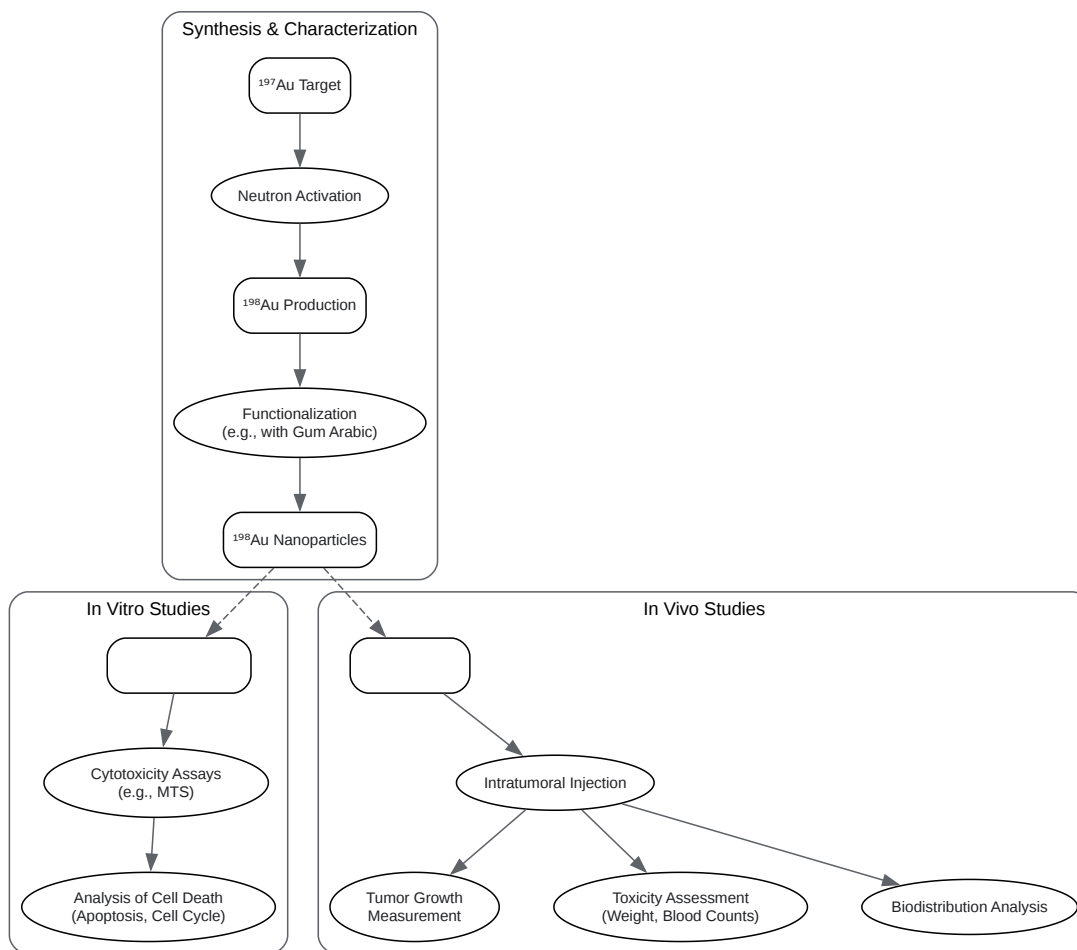 Synthesis & Characterization
¹⁹⁷Au Target
Neutron Activation
¹⁹⁸Au Production
Functionalization
(e.g., with Gum Arabic)
¹⁹⁸Au Nanoparticles
In Vitro Studies
Cytotoxicity Assays
(e.g., MTS)
Analysis of Cell Death
(Apoptosis, Cell Cycle)
In Vivo Studies
Intratumoral Injection
Tumor Growth
Measurement
Toxicity Assessment
(Weight, Blood Counts)
Biodistribution Analysis